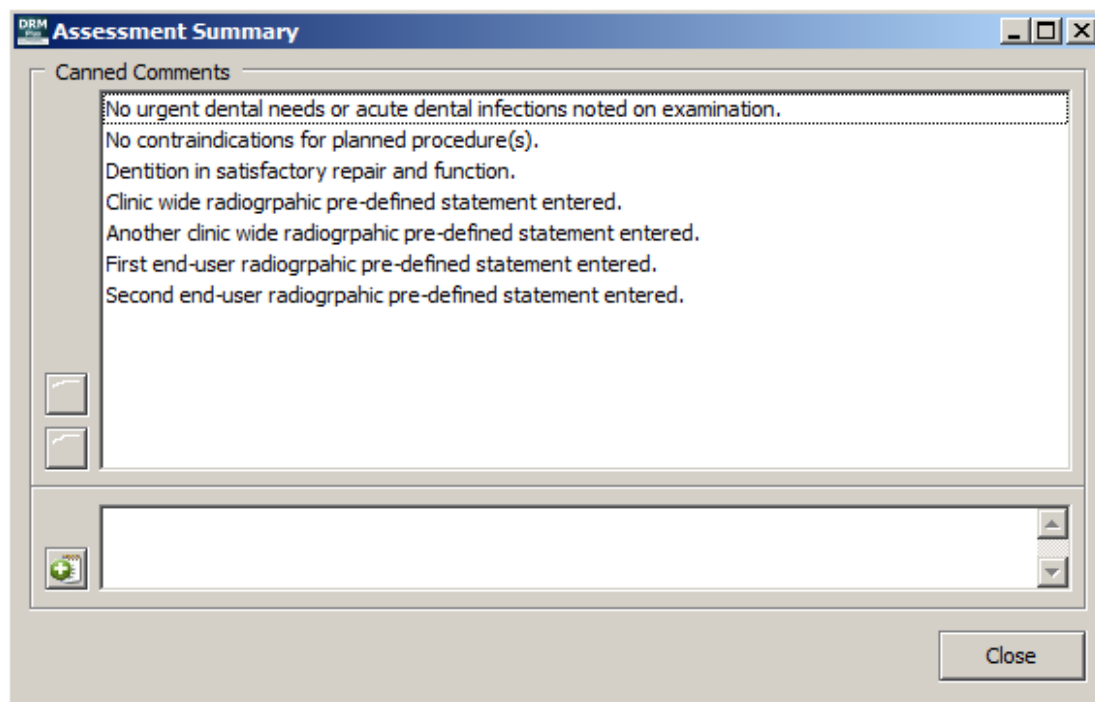 DRM
Plus
Assessment Summary
Canned Comments
No urgent dental needs or acute dental infections noted on examination.
No contraindications for planned procedure(s).
Dentition in satisfactory repair and function.
Clinic wide radiogrpahic pre-defined statement entered.
Another clinic wide radiogrpahic pre-defined statement entered.
First end-user radiogrpahic pre-defined statement entered.
Second end-user radiogrpahic pre-defined statement entered.
Close